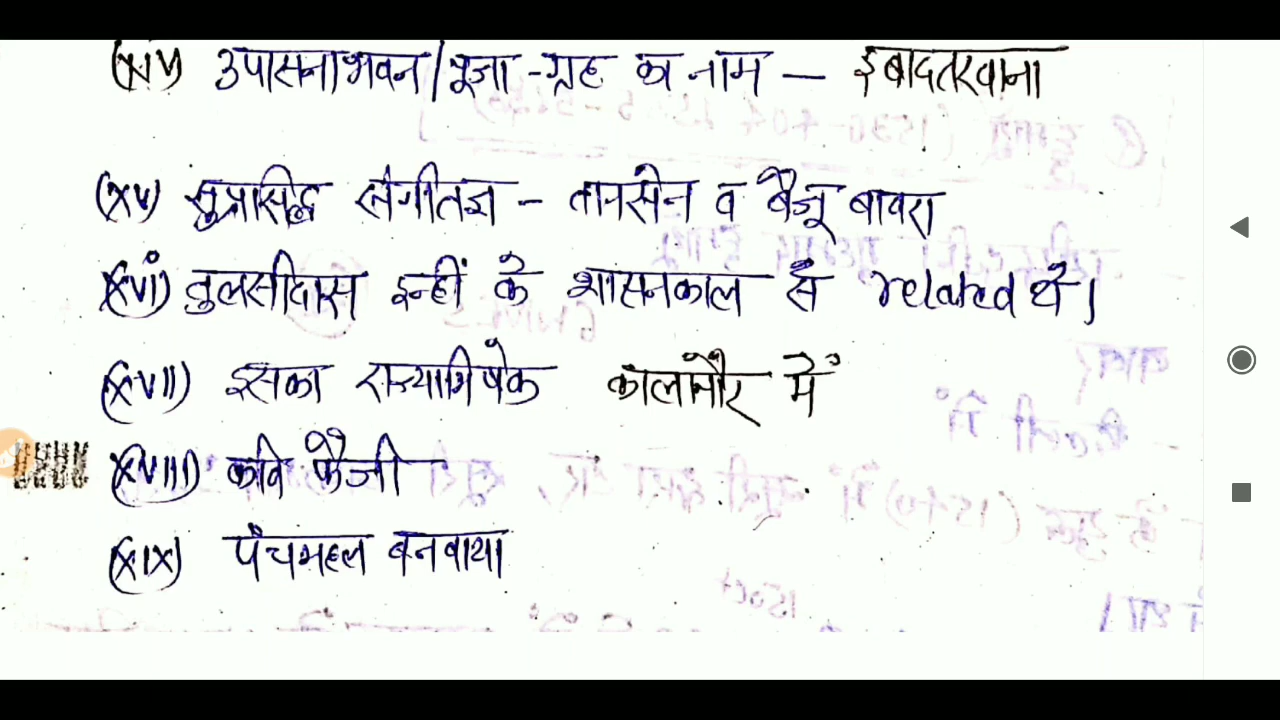 (xiv) उपासनाभवन/पूजा-ग्रह का नाम — इबादतखाना
(xv) सुप्रसिद्ध संगीतज्ञ - तानसेन व बैजू बावरा
(xvi) तुलसीदास इन्हीं के शासनकाल से related थे।
(xvii) इसका राज्याभिषेक कालानौर में
(xviii) कवि फैजी
(xix) पंचमहल बनवाया